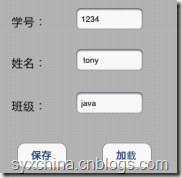 学号： 1234
姓名： tony
班级： java
保存 加载
syxchina.cnblogs.com